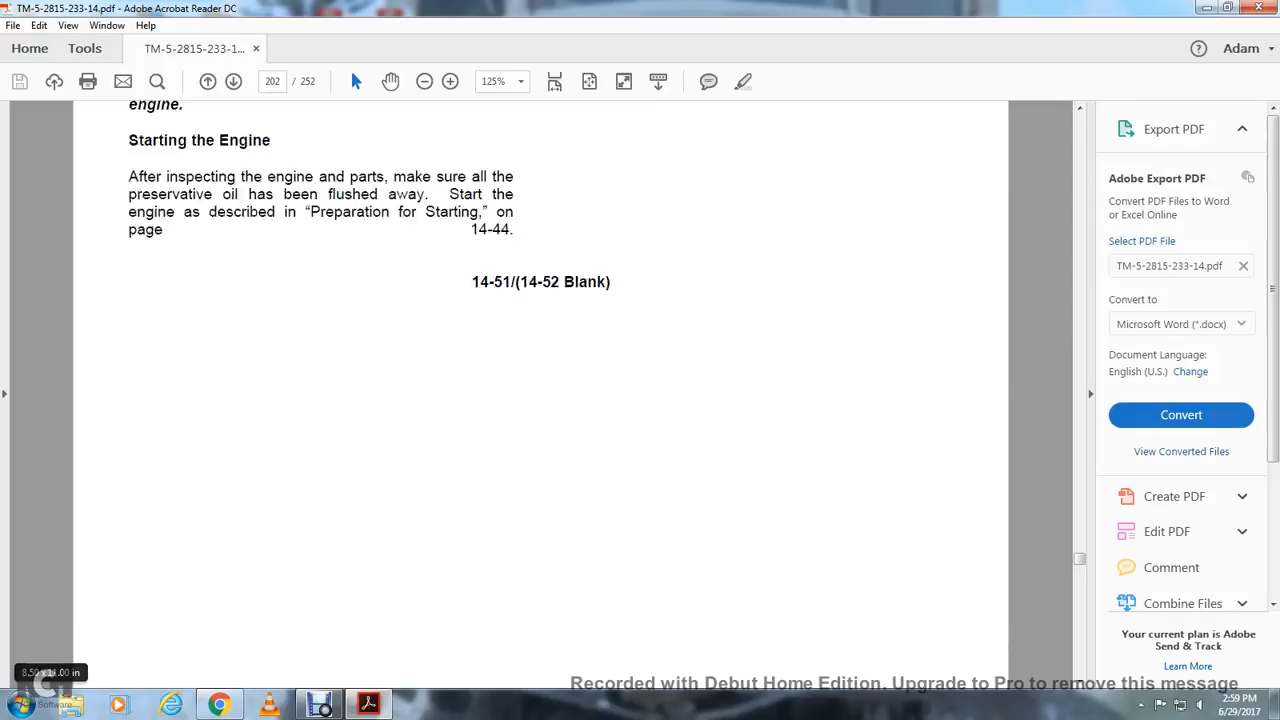 TM-5-2815-233-14.pdf - Adobe Acrobat Reader DC
File Edit View Window Help
Home Tools TM-5-2815-233-1... × Adam
202 / 252 125%
engine.
Starting the Engine
After inspecting the engine and parts, make sure all the
preservative oil has been flushed away. Start the
engine as described in “Preparation for Starting,” on
page 14-44.
14-51/(14-52 Blank)
8.50 x 11.00 in
Export PDF
Adobe Export PDF
Convert PDF Files to Word
or Excel Online
Select PDF File
TM-5-2815-233-14.pdf
Convert to
Microsoft Word (*.docx)
Document Language:
English (U.S.) Change
Convert
View Converted Files
Create PDF
Edit PDF
Comment
Combine Files
Your current plan is Adobe
Send & Track
Learn More
Recorded with Debut Home Edition. Upgrade to Pro to remove this message
Software
2:59 PM
6/29/2017